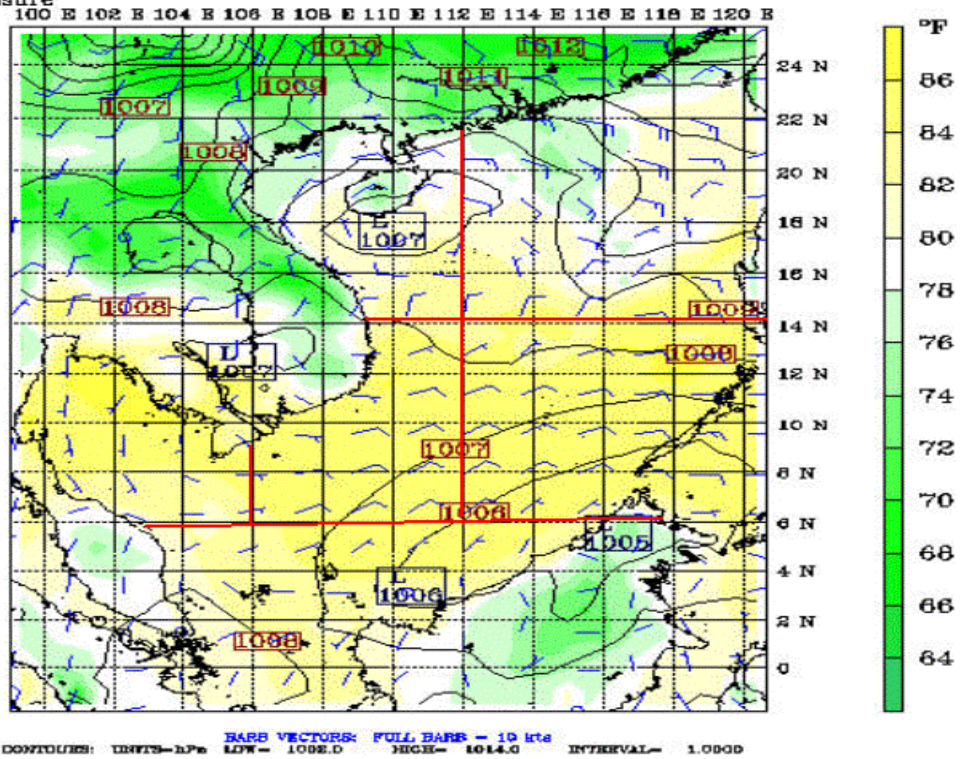 sure
100 E 102 E 104 E 106 E 108 E 110 E 112 E 114 E 116 E 118 E 120 E
°F
1010
1012
24 N
86
1011
1009
1007
22 N
84
1008
20 N
82
L
1007
18 N
80
16 N
78
1008
1009
14 N
76
L
1007
1008
12 N
74
10 N
72
1007
8 N
70
1006
6 N
68
L
1005
4 N
66
L
1006
2 N
1008
0
64
BARB VECTORS: FULL BARB = 10 kts
CONTOURS: UNITS=hPa LOW= 1002.0 HIGH= 1014.0 INTERVAL= 1.0000